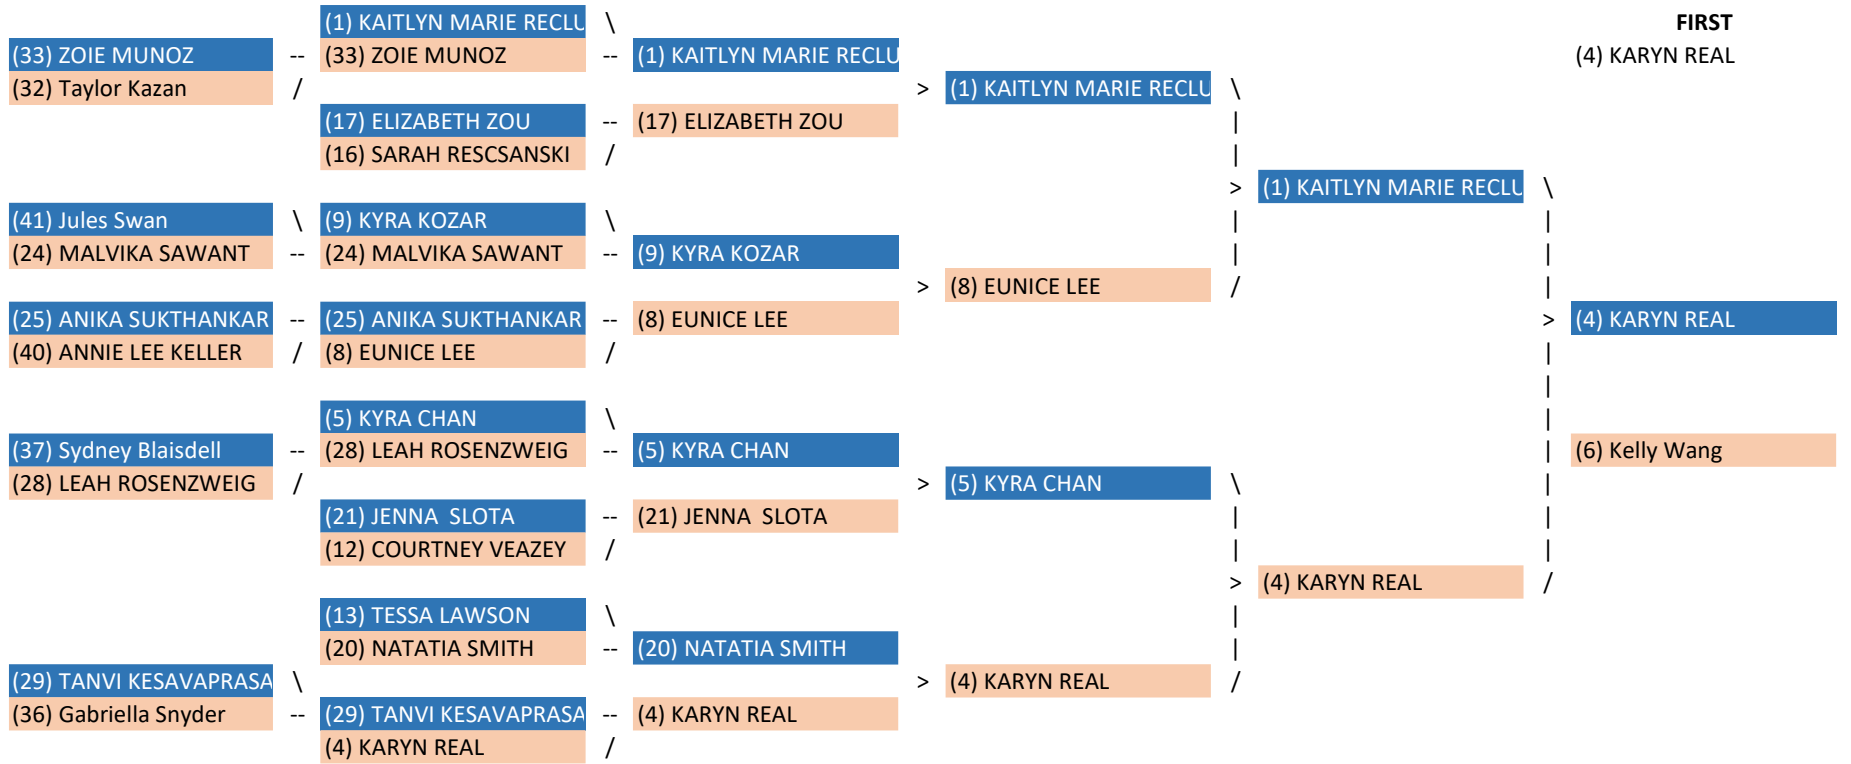 (1) KAITLYN MARIE RECLU \ FIRST
(33) ZOIE MUNOZ -- (33) ZOIE MUNOZ -- (1) KAITLYN MARIE RECLU (4) KARYN REAL
(32) Taylor Kazan / > (1) KAITLYN MARIE RECLU \
(17) ELIZABETH ZOU -- (17) ELIZABETH ZOU |
(16) SARAH RESCSANSKI / |
> (1) KAITLYN MARIE RECLU \
(41) Jules Swan \ (9) KYRA KOZAR \ | |
(24) MALVIKA SAWANT -- (24) MALVIKA SAWANT -- (9) KYRA KOZAR | |
> (8) EUNICE LEE / |
(25) ANIKA SUKTHANKAR -- (25) ANIKA SUKTHANKAR -- (8) EUNICE LEE > (4) KARYN REAL
(40) ANNIE LEE KELLER / (8) EUNICE LEE / |
|
(5) KYRA CHAN \ |
(37) Sydney Blaisdell -- (28) LEAH ROSENZWEIG -- (5) KYRA CHAN | (6) Kelly Wang
(28) LEAH ROSENZWEIG / > (5) KYRA CHAN \ |
(21) JENNA SLOTA -- (21) JENNA SLOTA | |
(12) COURTNEY VEAZEY / | |
> (4) KARYN REAL /
(13) TESSA LAWSON \ |
(20) NATATIA SMITH -- (20) NATATIA SMITH |
(29) TANVI KESAVAPRASA \ > (4) KARYN REAL /
(36) Gabriella Snyder -- (29) TANVI KESAVAPRASA -- (4) KARYN REAL
(4) KARYN REAL /